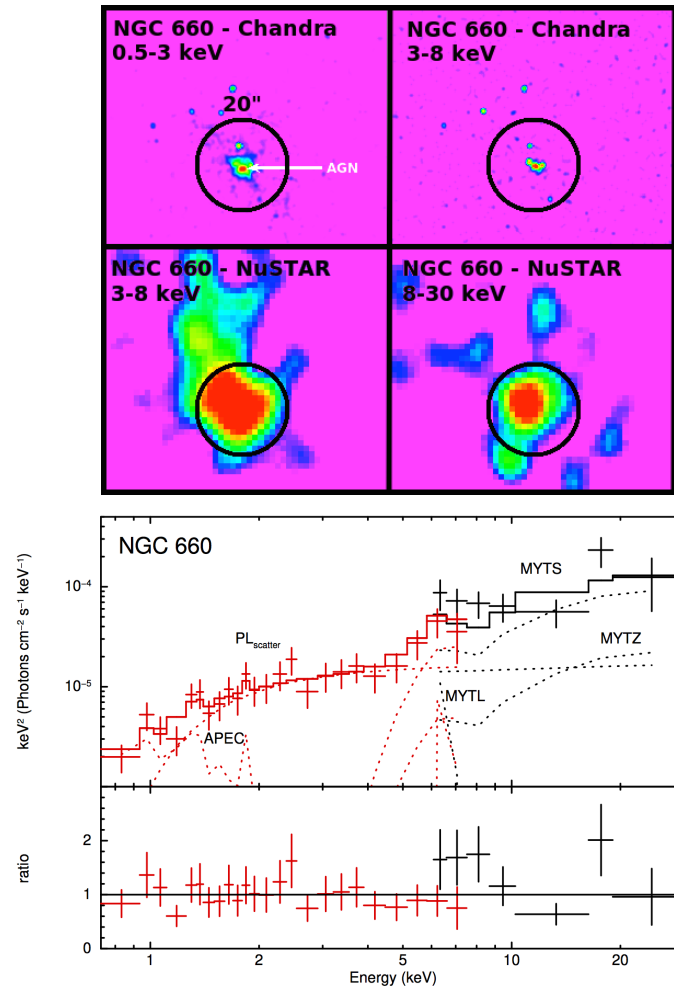 NGC 660 - Chandra
0.5-3 keV
20"
AGN
NGC 660 - Chandra
3-8 keV
NGC 660 - NuSTAR
3-8 keV
NGC 660 - NuSTAR
8-30 keV
NGC 660
keV² (Photons cm⁻² s⁻¹ keV⁻¹)
10⁻⁴
10⁻⁵
MYTS
PLscatter
MYTZ
MYTL
APEC
ratio
2
1
0
1
2
5
10
20
Energy (keV)